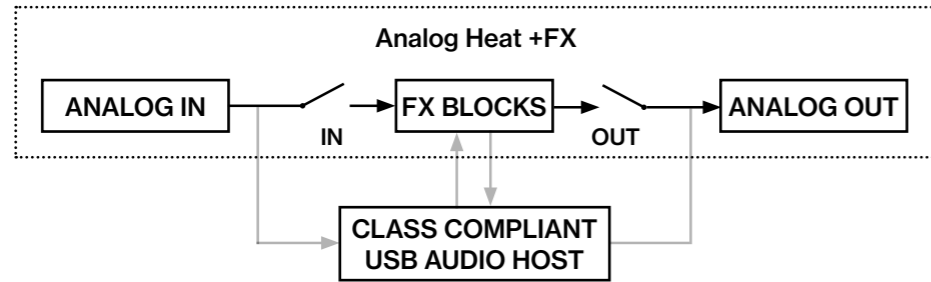 Analog Heat +FX
ANALOG IN
FX BLOCKS
ANALOG OUT
IN
OUT
CLASS COMPLIANT
USB AUDIO HOST